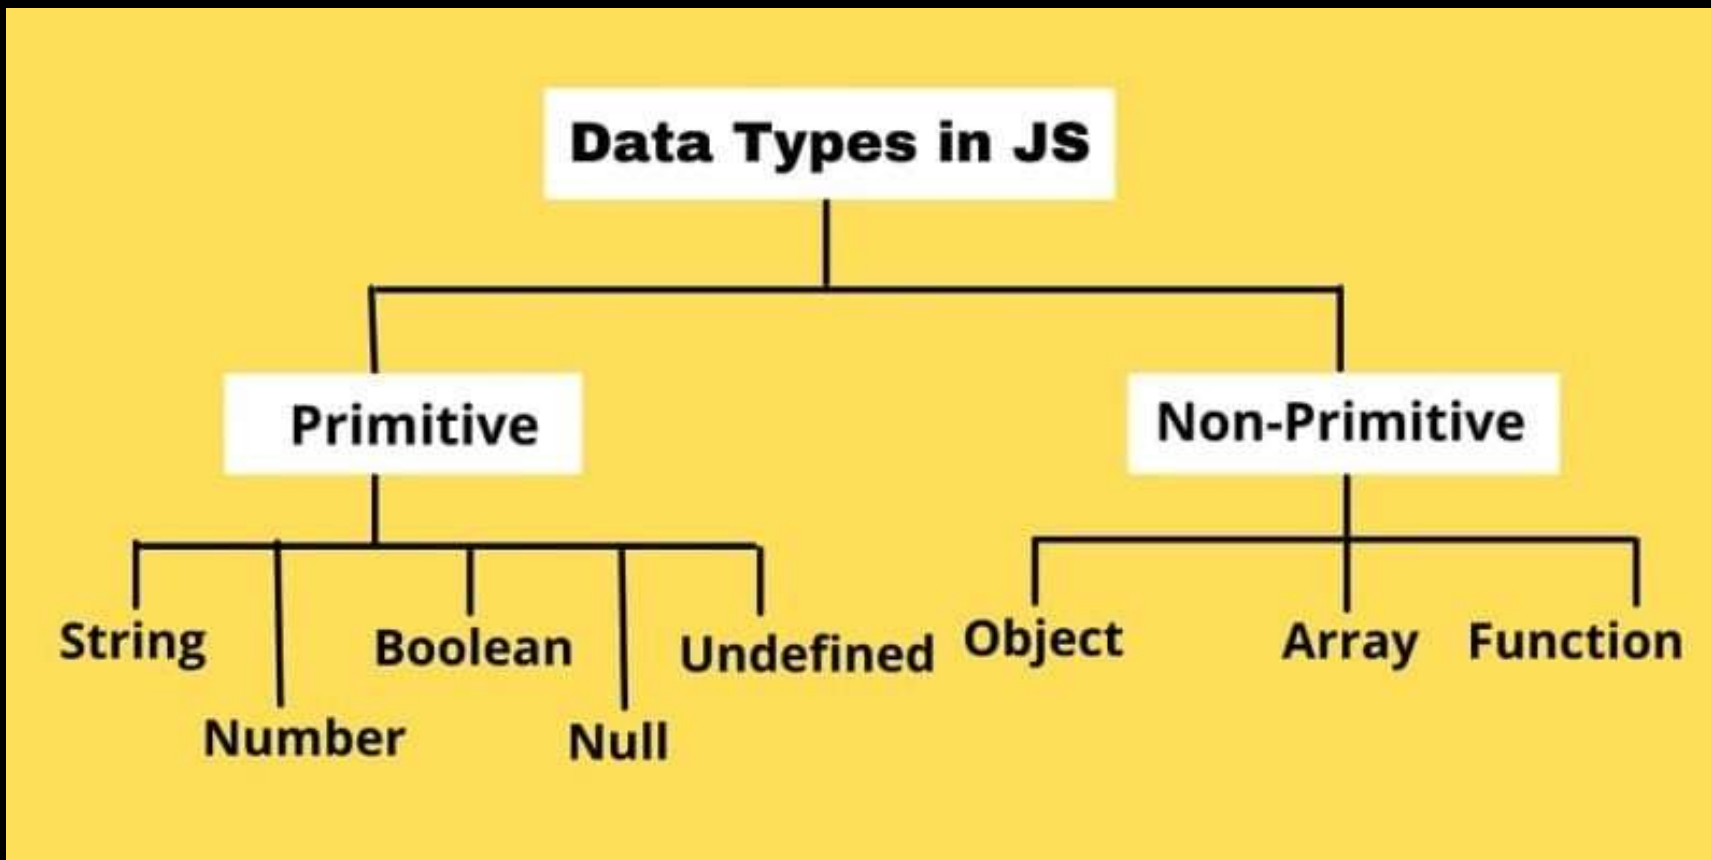 Data Types in JS
Primitive
Non-Primitive
String
Boolean
Undefined
Object
Array
Function
Number
Null